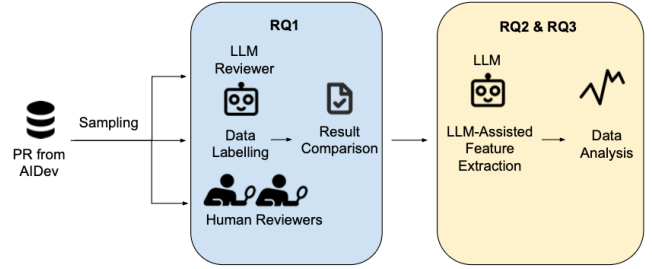 RQ1
RQ2 & RQ3
LLM
Reviewer
LLM
Sampling
PR from
AIDev
Data
Labelling
Result
Comparison
LLM-Assisted
Feature
Extraction
Data
Analysis
Human Reviewers